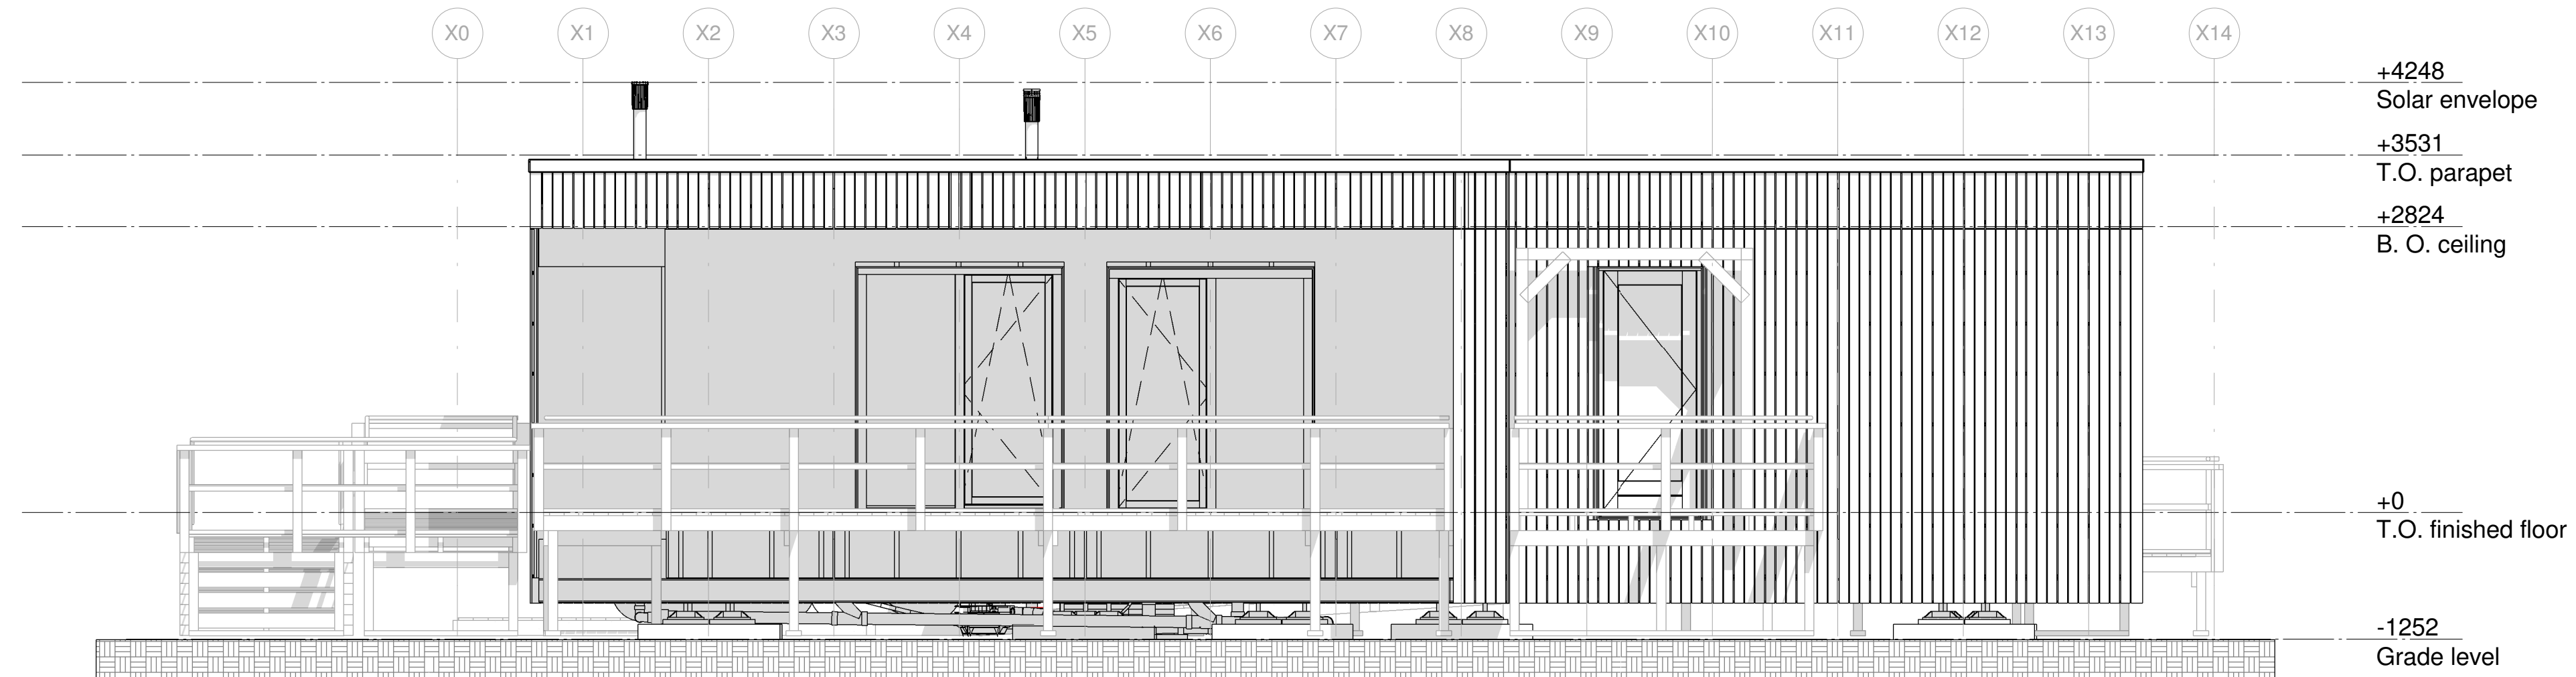 X0 X1 X2 X3 X4 X5 X6 X7 X8 X9 X10 X11 X12 X13 X14
+4248
Solar envelope
+3531
T.O. parapet
+2824
B. O. ceiling
+0
T.O. finished floor
-1252
Grade level